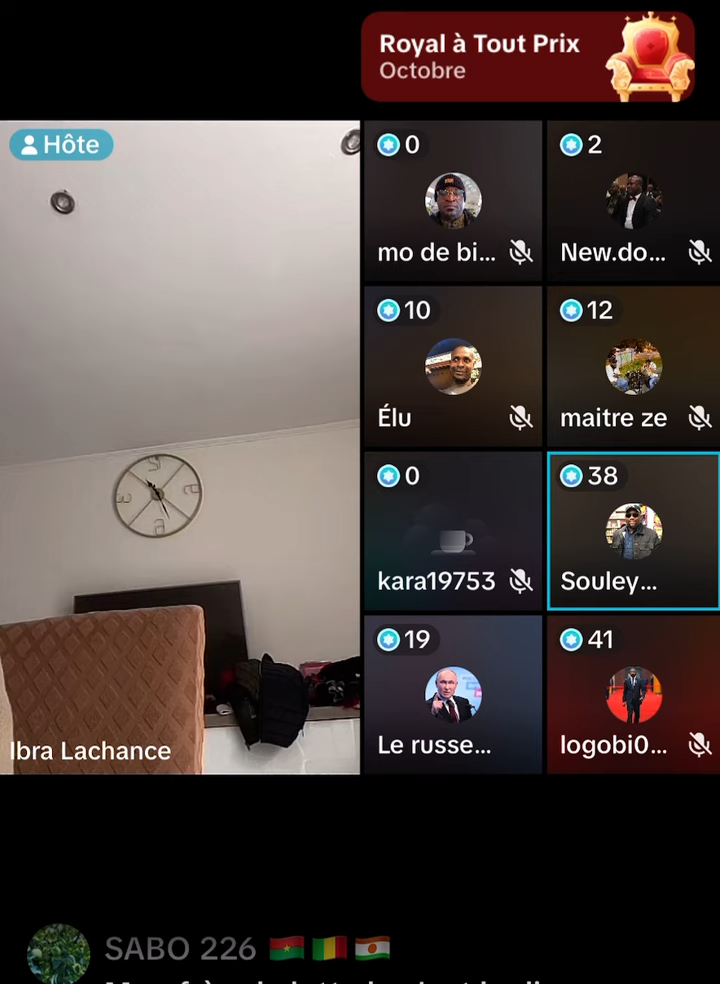 Royal à Tout Prix
Octobre
Hôte
0
2
mo de bi...
New.do...
10
12
Élu
maitre ze
0
38
kara19753
Souley...
19
41
Le russe...
logobi0...
Ibra Lachance
SABO 226